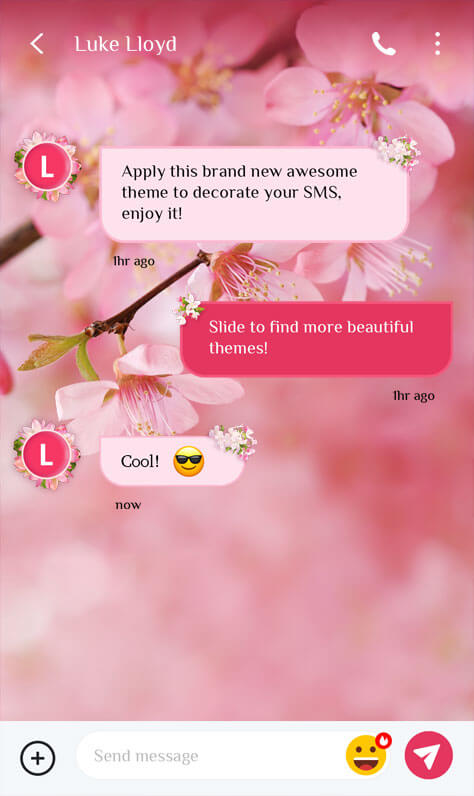 Luke Lloyd
L
Apply this brand new awesome
theme to decorate your SMS,
enjoy it!
1hr ago
Slide to find more beautiful
themes!
1hr ago
L
Cool! 😎
now
Send message